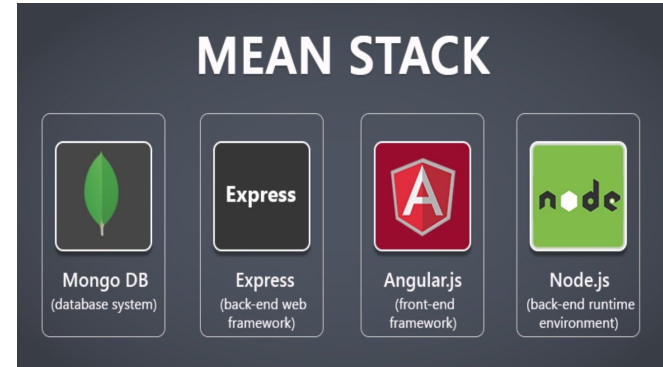 MEAN STACK
Express
A
node
Mongo DB
(database system)
Express
(back-end web
framework)
Angular.js
(front-end
framework)
Node.js
(back-end runtime
environment)